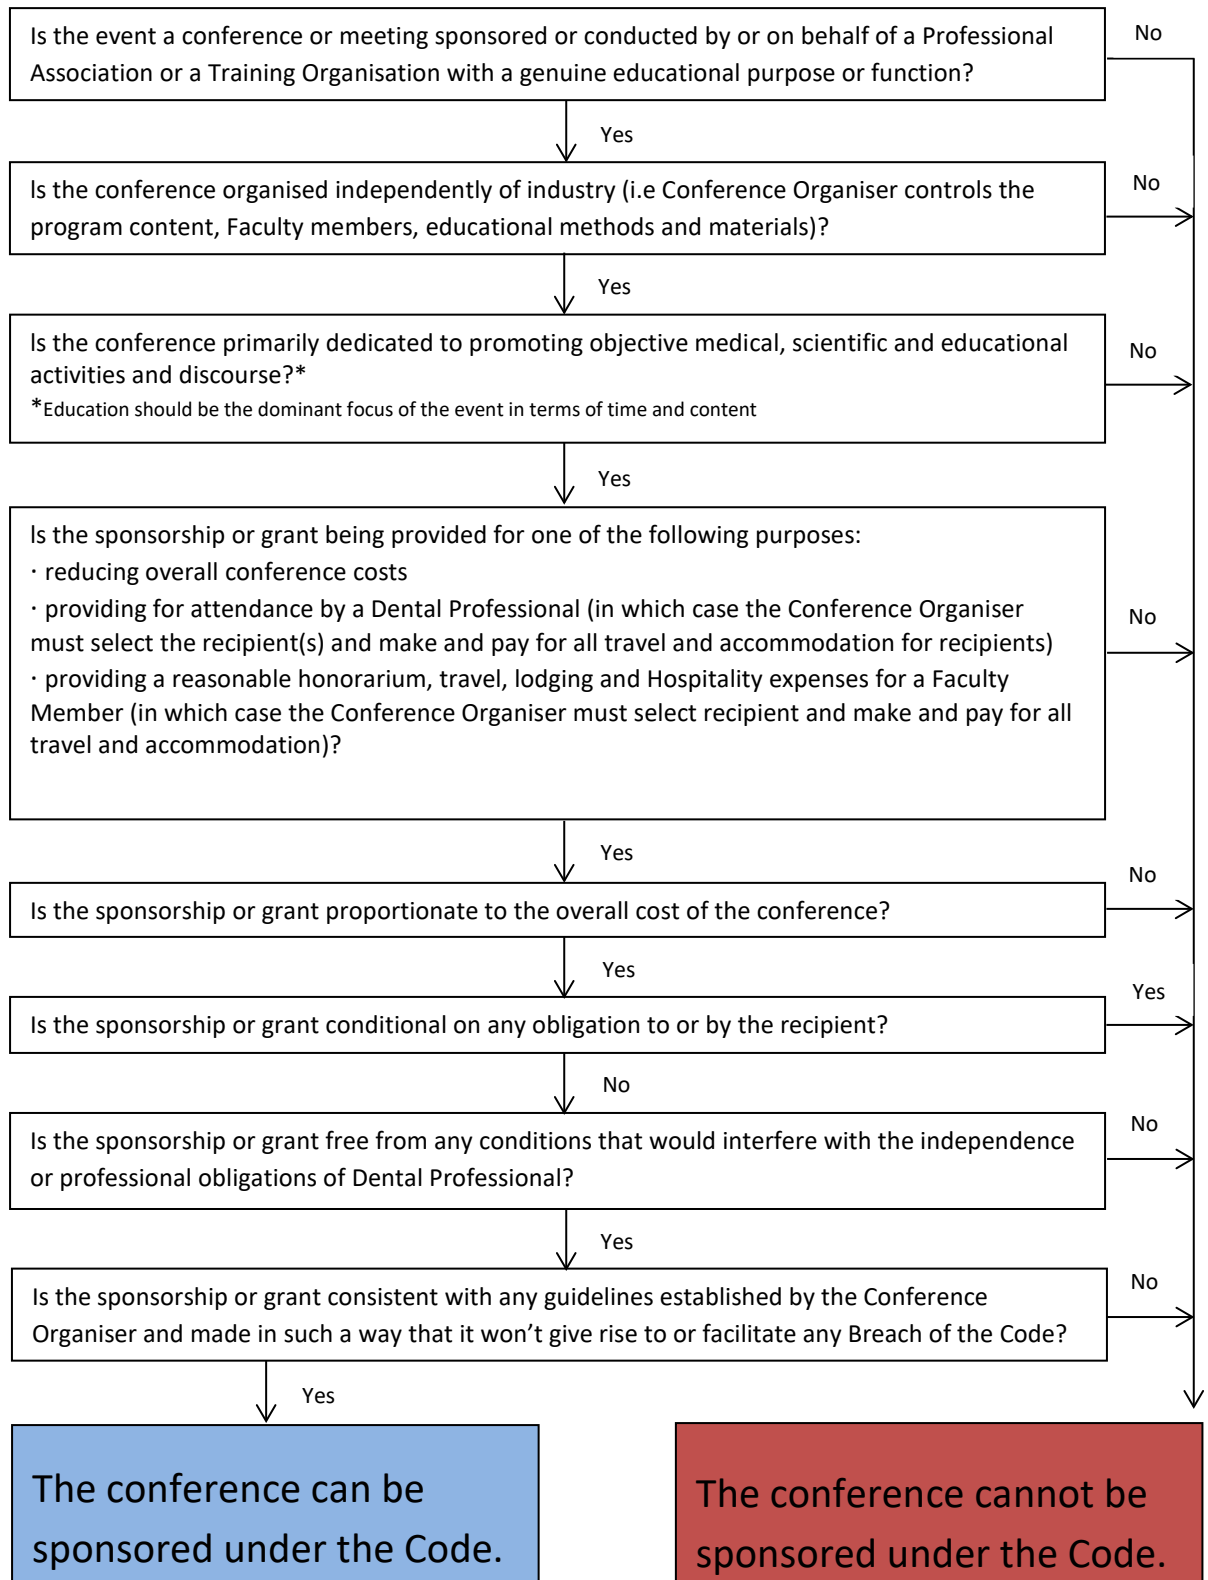 Is the event a conference or meeting sponsored or conducted by or on behalf of a Professional
Association or a Training Organisation with a genuine educational purpose or function?
No
Yes
Is the conference organised independently of industry (i.e Conference Organiser controls the
program content, Faculty members, educational methods and materials)?
No
Yes
Is the conference primarily dedicated to promoting objective medical, scientific and educational
activities and discourse?*
*Education should be the dominant focus of the event in terms of time and content
No
Yes
Is the sponsorship or grant being provided for one of the following purposes:
· reducing overall conference costs
· providing for attendance by a Dental Professional (in which case the Conference Organiser
must select the recipient(s) and make and pay for all travel and accommodation for recipients)
· providing a reasonable honorarium, travel, lodging and Hospitality expenses for a Faculty
Member (in which case the Conference Organiser must select recipient and make and pay for all
travel and accommodation)?
No
Yes
Is the sponsorship or grant proportionate to the overall cost of the conference?
No
Yes
Is the sponsorship or grant conditional on any obligation to or by the recipient?
Yes
No
Is the sponsorship or grant free from any conditions that would interfere with the independence
or professional obligations of Dental Professional?
No
Yes
Is the sponsorship or grant consistent with any guidelines established by the Conference
Organiser and made in such a way that it won't give rise to or facilitate any Breach of the Code?
No
Yes
The conference can be
sponsored under the Code.
The conference cannot be
sponsored under the Code.